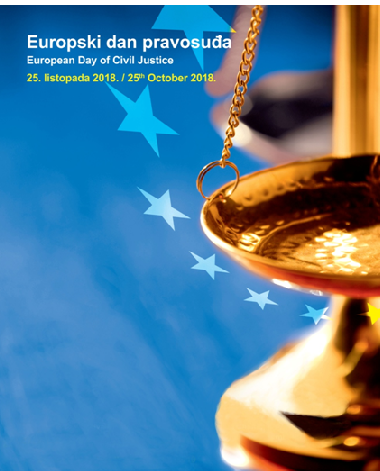 Europski dan pravosuđa
European Day of Civil Justice
25. listopada 2018. / 25th October 2018.